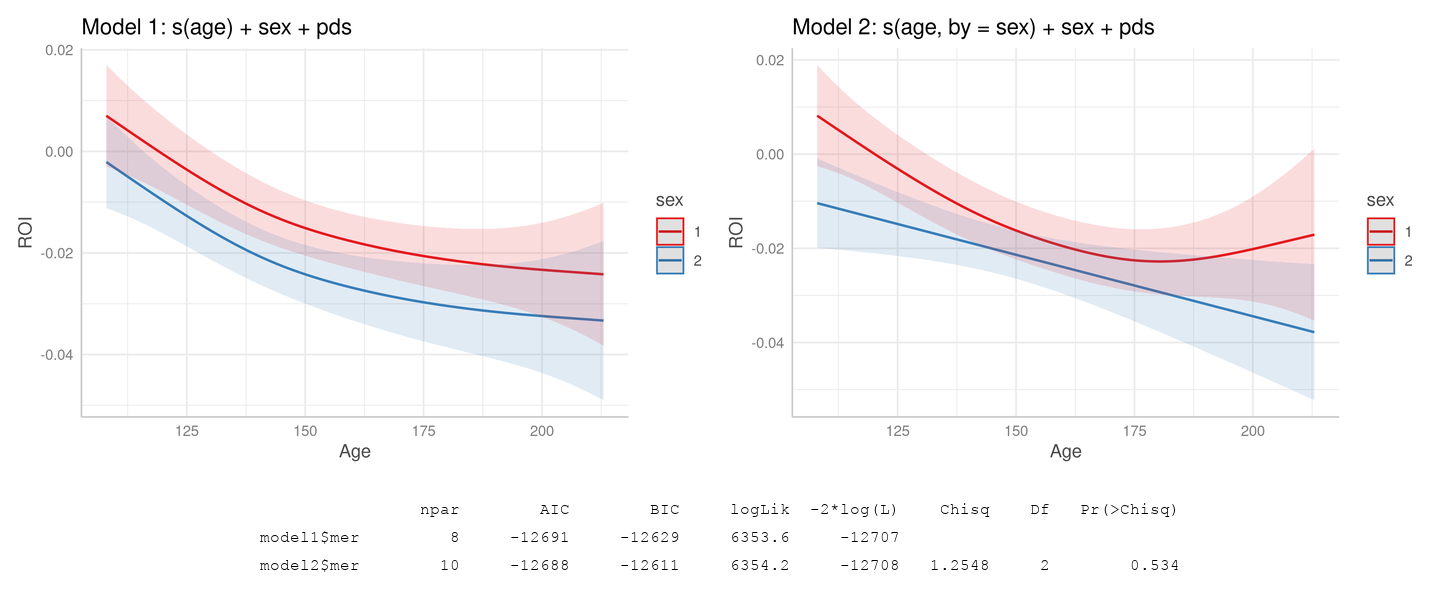 Model 1: s(age) + sex + pds
0.02
0.00
-0.02
-0.04
ROI
125 150 175 200
Age
sex
1
2
Model 2: s(age, by = sex) + sex + pds
0.02
0.00
-0.02
-0.04
ROI
125 150 175 200
Age
sex
1
2
npar AIC BIC logLik -2*log(L) Chisq Df Pr(>Chisq)
model1$mer 8 -12691 -12629 6353.6 -12707
model2$mer 10 -12688 -12611 6354.2 -12708 1.2548 2 0.534